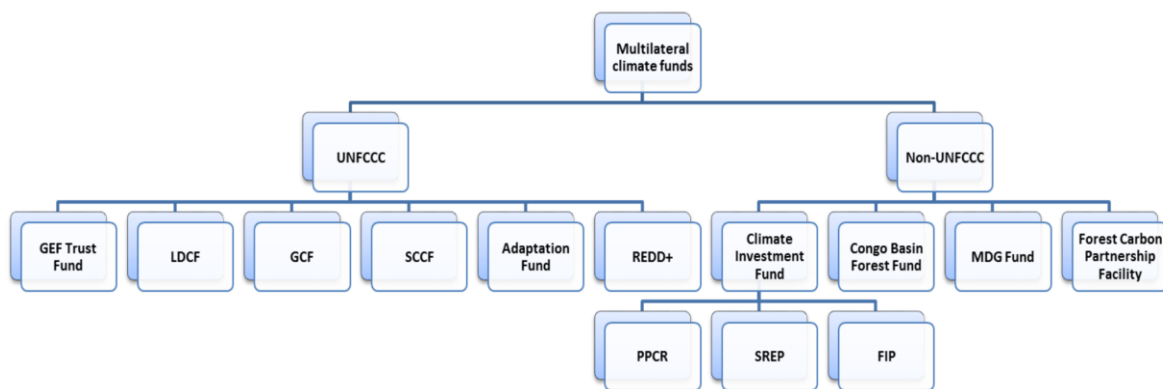 Multilateral
climate funds
UNFCCC
Non-UNFCCC
GEF Trust
Fund
LDCF
GCF
SCCF
Adaptation
Fund
REDD+
Climate
Investment
Fund
Congo Basin
Forest Fund
MDG Fund
Forest Carbon
Partnership
Facility
PPCR
SREP
FIP